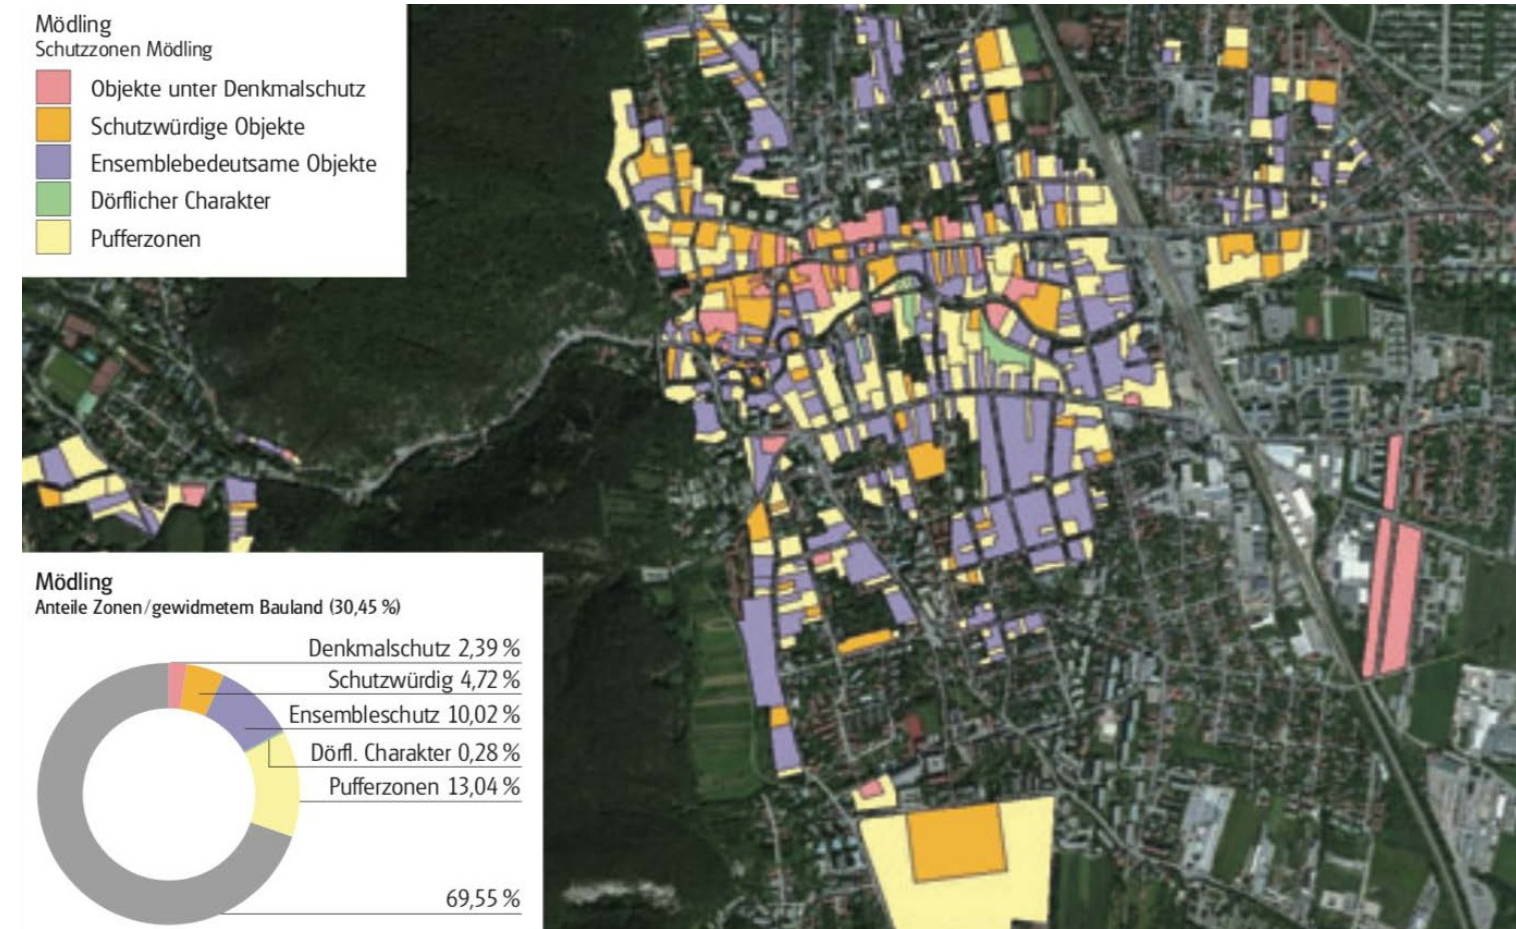 Mödling
Schutzzonen Mödling
Objekte unter Denkmalschutz
Schutzwürdige Objekte
Ensemblebedeutsame Objekte
Dörflicher Charakter
Pufferzonen
Mödling
Anteile Zonen/gewidmetem Bauland (30,45 %)
Denkmalschutz 2,39 %
Schutzwürdig 4,72 %
Ensembleschutz 10,02 %
Dörfl. Charakter 0,28 %
Pufferzonen 13,04 %
69,55 %